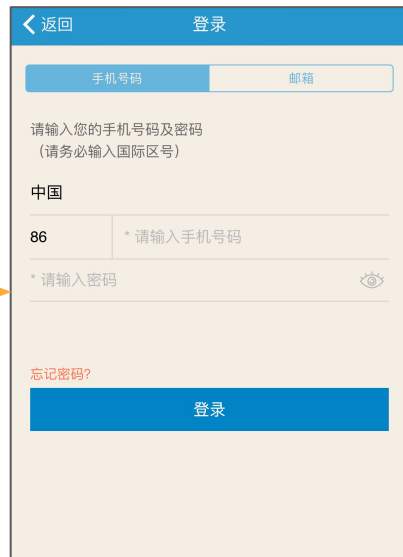 返回
登录
手机号码
邮箱
请输入您的手机号码及密码
（请务必输入国际区号）
中国
86
* 请输入手机号码
* 请输入密码
忘记密码?
登录